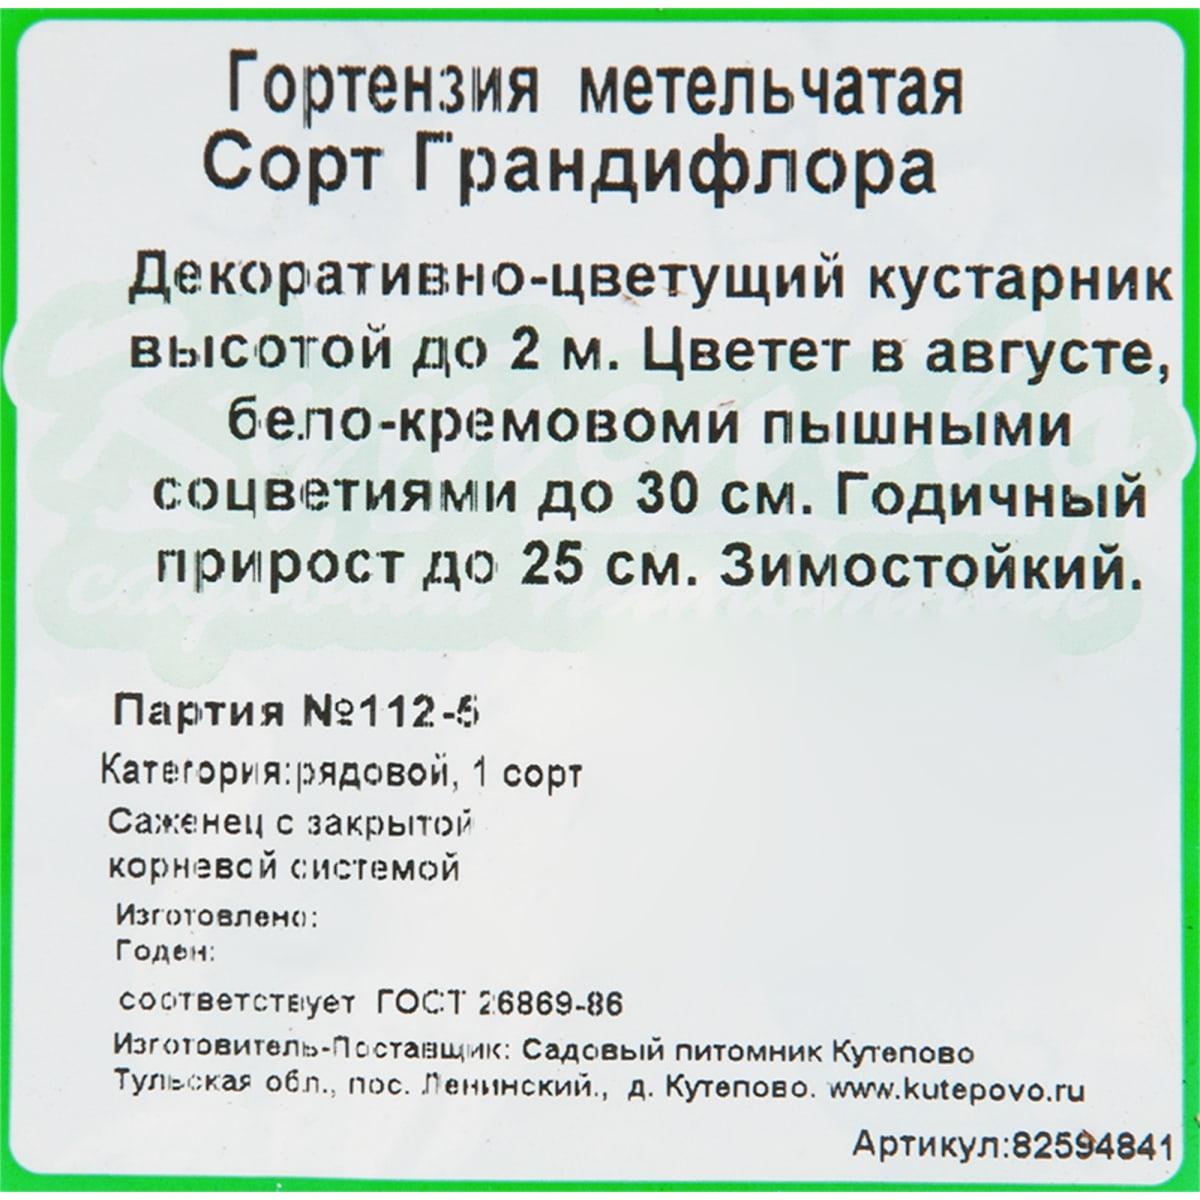 Гортензия метельчатая
Сорт Грандифлора
Декоративно-цветущий кустарник
высотой до 2 м. Цветет в августе,
бело-кремовоми пышными
соцветиями до 30 см. Годичный
прирост до 25 см. Зимостойкий.
Партия №112-5
Категория:рядовой, 1 сорт
Саженец с закрытой
корневой системой
Изготовлено:
Годен:
соответствует ГОСТ 26869-86
Изготовитель-Поставщик: Садовый питомник Кутепово
Тульская обл., пос. Ленинский., д. Кутепово. www.kutepovo.ru
Артикул:82594841